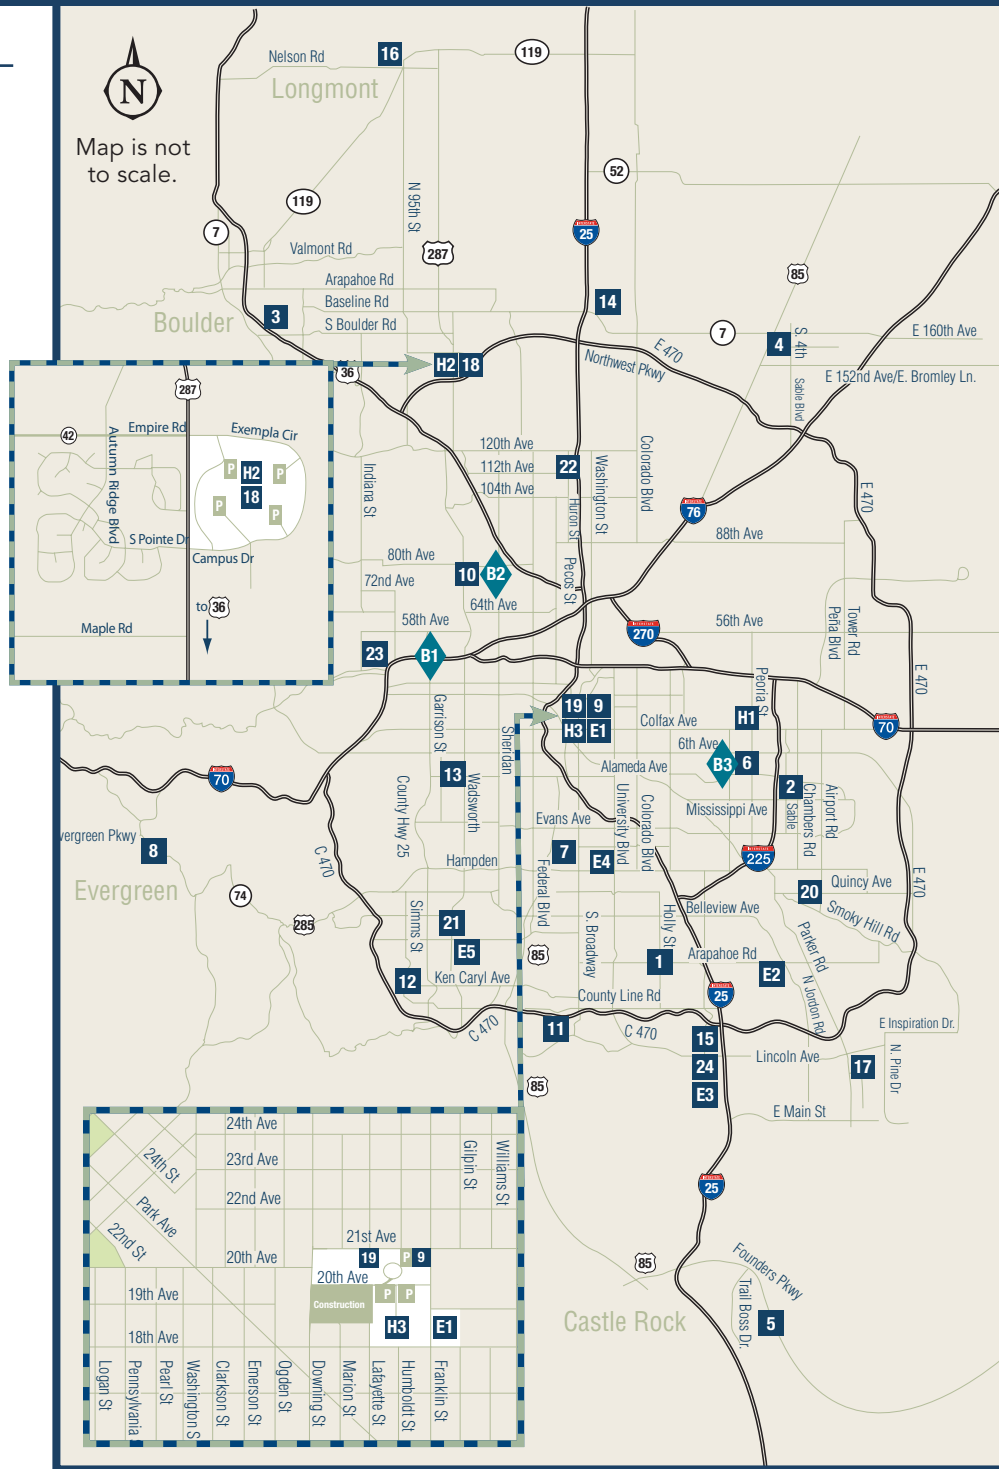 Nelson Rd
16
119
Longmont
N
Map is not
to scale.
52
119
N 95th St
7
25
287
Valmont Rd
85
Arapahoe Rd
Baseline Rd
14
3
S Boulder Rd
Boulder
7
4
S. 4th
E 160th Ave
E 470
Northwest Pkwy
H2
18
36
E 152nd Ave/E. Bromley Ln.
Sable Blvd
287
42
Empire Rd
Exempla Cir
Autumn Ridge Blvd
P
H2
P
18
P
P
S Pointe Dr
Campus Dr
to 36
Maple Rd
120th Ave
112th Ave
22
104th Ave
Indiana St
Huron St
Washington St
Colorado Blvd
76
E 470
88th Ave
80th Ave
10
B2
72nd Ave
Pecos St
64th Ave
58th Ave
56th Ave
270
Peña Blvd
Tower Rd
23
B1
E 470
Peoria St
Garrison St
Sheridan
19
9
H3
E1
Colfax Ave
H1
70
6th Ave
B3
6
Alameda Ave
70
13
Wadsworth
County Hwy 25
2
Sable
Chambers Rd
Airport Rd
Mississippi Ave
University Blvd
Colorado Blvd
Evans Ave
vergreen Pkwy
8
C 470
Hampden
7
E4
225
Federal Blvd
Evergreen
74
285
20
Quincy Ave
E 470
Smoky Hill Rd
Simms St
21
S. Broadway
Holly St
Belleview Ave
Parker Rd
E5
85
1
Arapahoe Rd
E2
12
Ken Caryl Ave
25
N Jordon Rd
County Line Rd
C 470
11
C 470
15
E Inspiration Dr.
Lincoln Ave
17
N. Pine Dr
24
85
E3
E Main St
24th Ave
24th St
23rd Ave
Gilpin St
Williams St
22nd Ave
Park Ave
22nd St
21st Ave
20th Ave
19
P
9
20th Ave
19th Ave
Construction
P
P
18th Ave
H3
E1
Logan St
Pennsylvania
Pearl St
Washington S
Clarkson St
Emerson St
Ogden St
Downing St
Marion St
Lafayette St
Humboldt St
Franklin St
25
85
Founders Pkwy
Trail Boss Dr.
Castle Rock
5